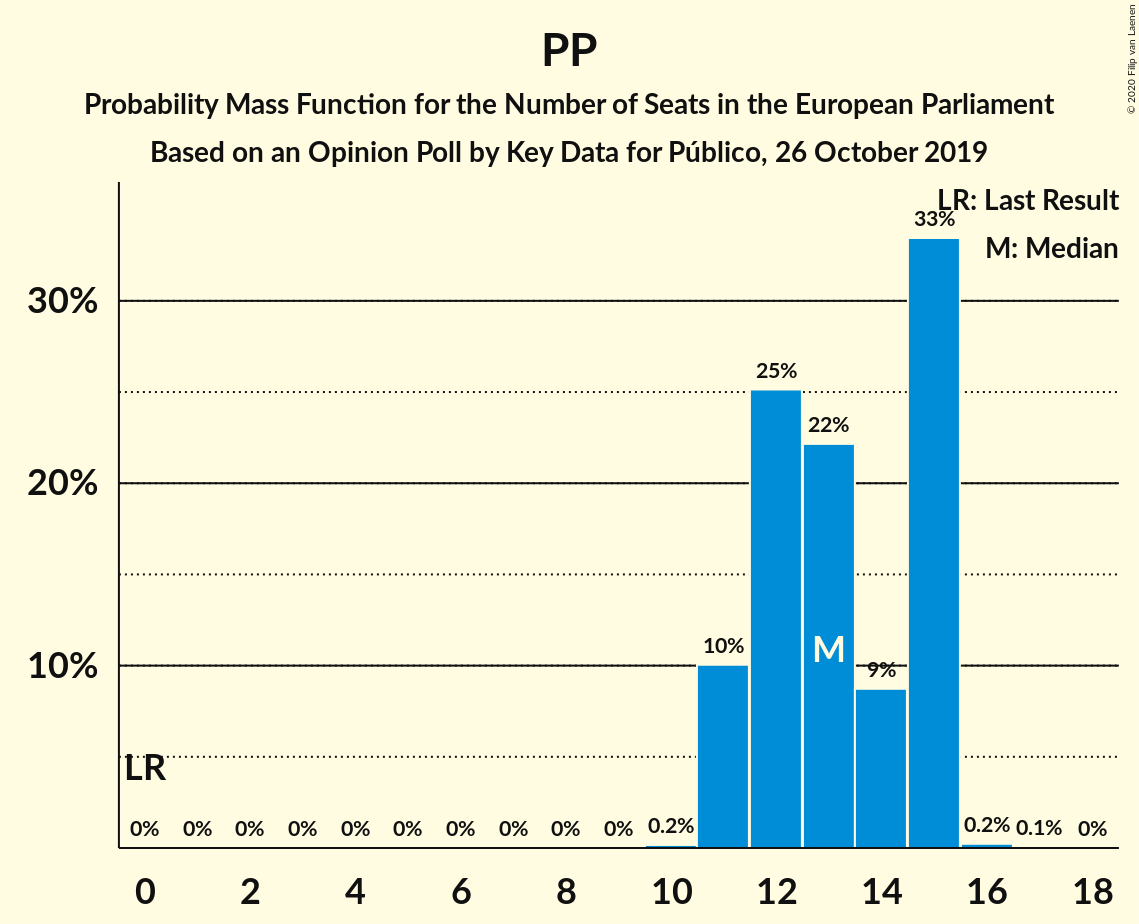 PP
Probability Mass Function for the Number of Seats in the European Parliament
Based on an Opinion Poll by Key Data for Público, 26 October 2019
© 2020 Filip van Laenen
LR: Last Result
M: Median
33%
30%
25%
22%
20%
10%
M
10%
9%
LR
0% 0% 0% 0% 0% 0% 0% 0% 0% 0% 0.2% 0.2% 0.1% 0%
0 2 4 6 8 10 12 14 16 18